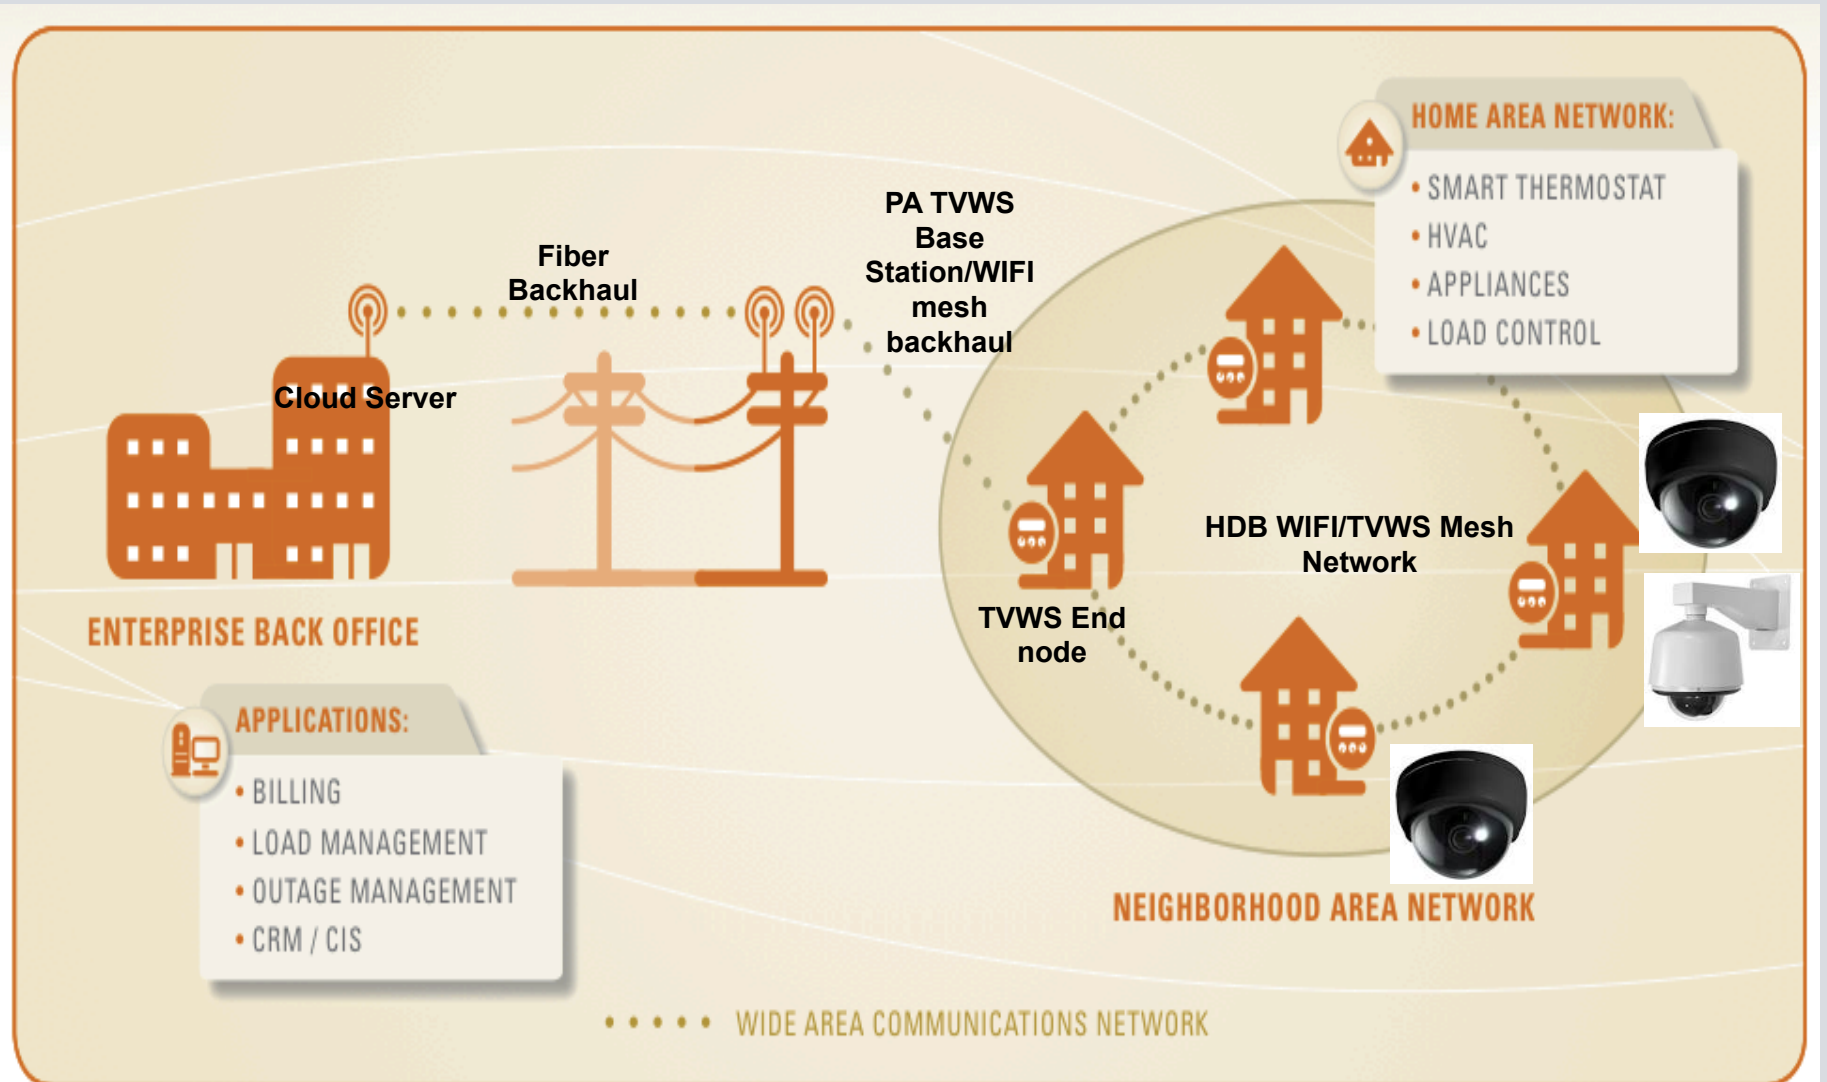 HOME AREA NETWORK:
• SMART THERMOSTAT
• HVAC
• APPLIANCES
• LOAD CONTROL
PA TVWS
Base
Station/WIFI
mesh
backhaul
Fiber
Backhaul
Cloud Server
HDB WIFI/TVWS Mesh
Network
TVWS End
node
ENTERPRISE BACK OFFICE
APPLICATIONS:
• BILLING
• LOAD MANAGEMENT
• OUTAGE MANAGEMENT
• CRM / CIS
NEIGHBORHOOD AREA NETWORK
WIDE AREA COMMUNICATIONS NETWORK